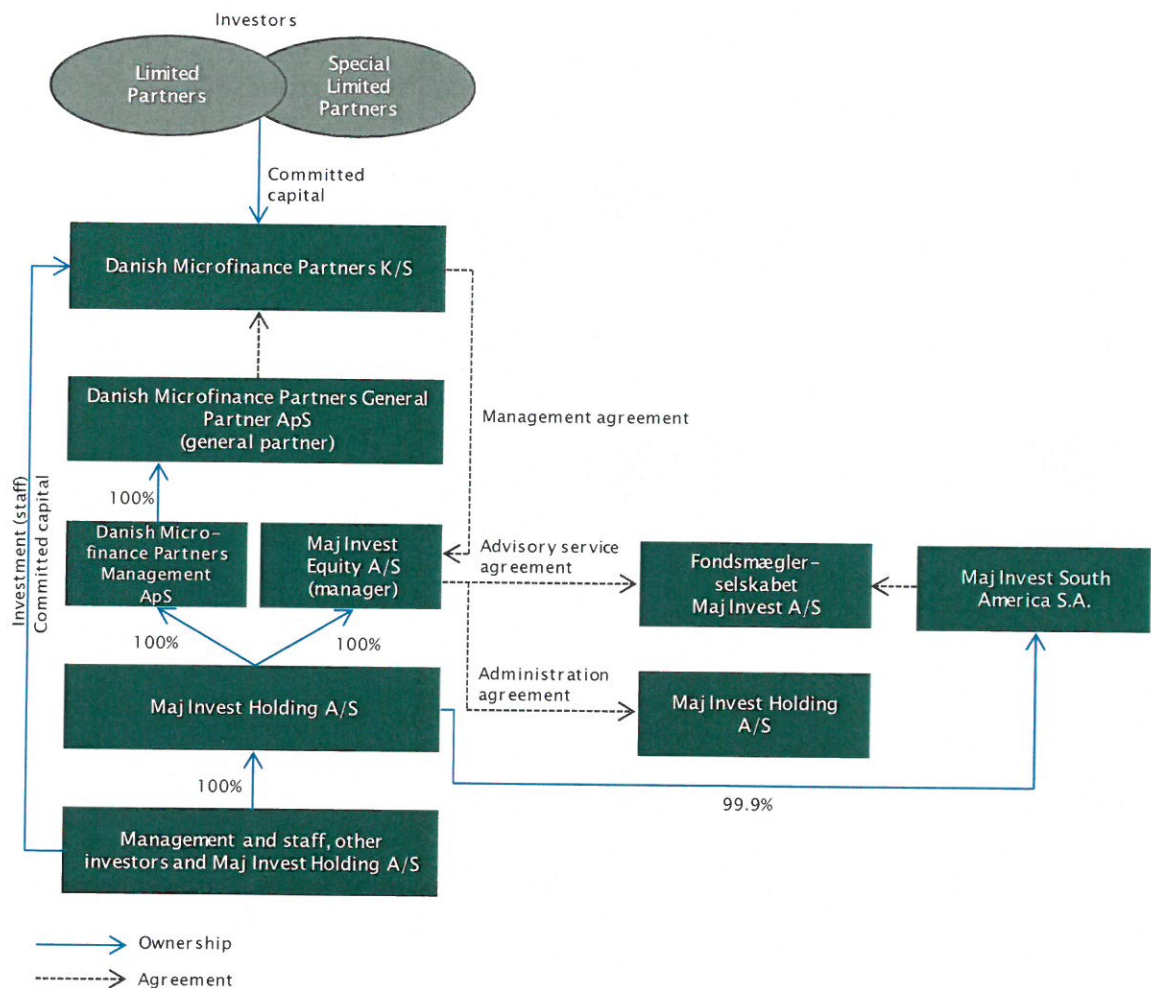 Investors
Limited
Partners
Special
Limited
Partners
Committed
capital
Danish Microfinance Partners K/S
Danish Microfinance Partners General
Partner ApS
(general partner)
Management agreement
Investment (staff)
Committed capital
100%
Danish Micro-
finance Partners
Management
ApS
Maj Invest
Equity A/S
(manager)
Advisory service
agreement
Fondsmægler-
selskabet
Maj Invest A/S
Maj Invest South
America S.A.
100%
100%
Maj Invest Holding A/S
Administration
agreement
Maj Invest Holding
A/S
100%
99.9%
Management and staff, other
investors and Maj Invest Holding A/S
Ownership
Agreement